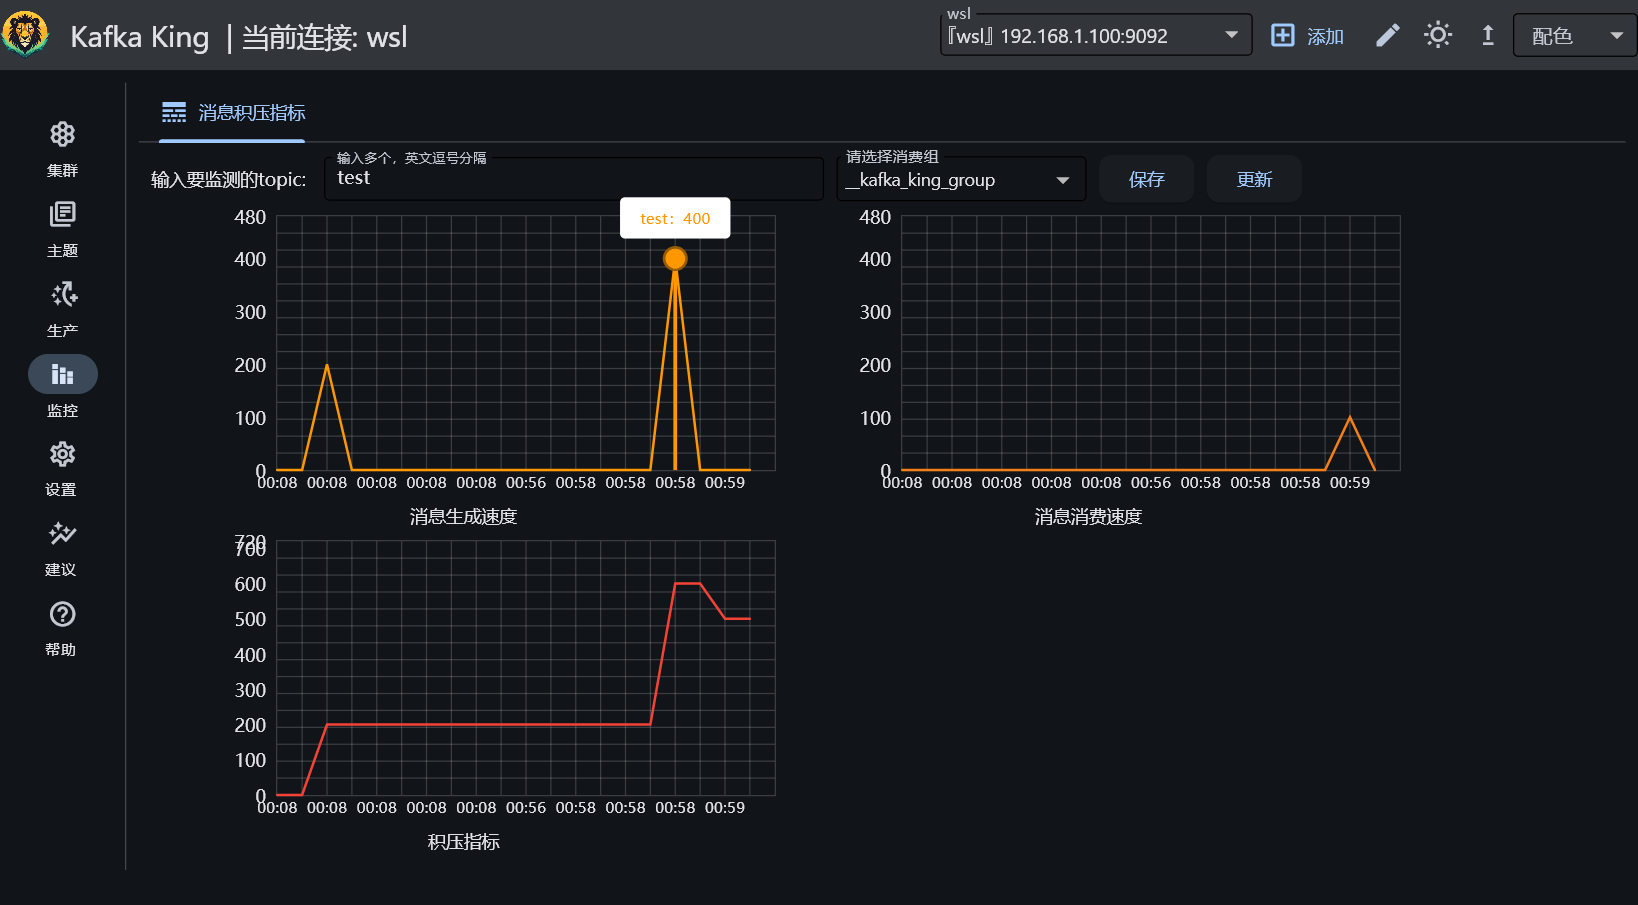 Kafka King | 当前连接: wsl
wsl
『wsl』 192.168.1.100:9092
添加
配色
集群
主题
生产
监控
设置
建议
帮助
消息积压指标
输入要监测的topic:
输入多个，英文逗号分隔
test
请选择消费组
__kafka_king_group
保存
更新
test：400
480
400
300
200
100
0
00:08 00:08 00:08 00:08 00:08 00:56 00:58 00:58 00:58 00:59
消息生成速度
480
400
300
200
100
0
00:08 00:08 00:08 00:08 00:08 00:56 00:58 00:58 00:58 00:59
消息消费速度
720
700
600
500
400
300
200
100
0
00:08 00:08 00:08 00:08 00:08 00:56 00:58 00:58 00:58 00:59
积压指标